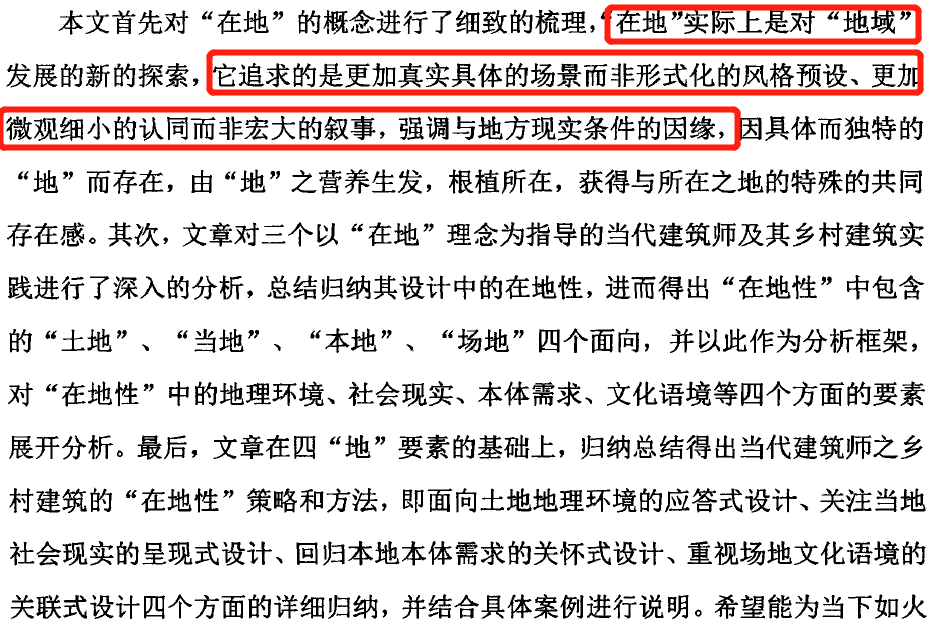 本文首先对“在地”的概念进行了细致的梳理,“在地”实际上是对“地域”
发展的新的探索，它追求的是更加真实具体的场景而非形式化的风格预设、更加
微观细小的认同而非宏大的叙事，强调与地方现实条件的因缘，因具体而独特的
“地”而存在，由“地”之营养生发，根植所在，获得与所在之地的特殊的共同
存在感。其次，文章对三个以“在地”理念为指导的当代建筑师及其乡村建筑实
践进行了深入的分析，总结归纳其设计中的在地性，进而得出“在地性”中包含
的“土地”、“当地”、“本地”、“场地”四个面向，并以此作为分析框架，
对“在地性”中的地理环境、社会现实、本体需求、文化语境等四个方面的要素
展开分析。最后，文章在四“地”要素的基础上，归纳总结得出当代建筑师之乡
村建筑的“在地性”策略和方法，即面向土地地理环境的应答式设计、关注当地
社会现实的呈现式设计、回归本地本体需求的关怀式设计、重视场地文化语境的
关联式设计四个方面的详细归纳，并结合具体案例进行说明。希望能为当下如火